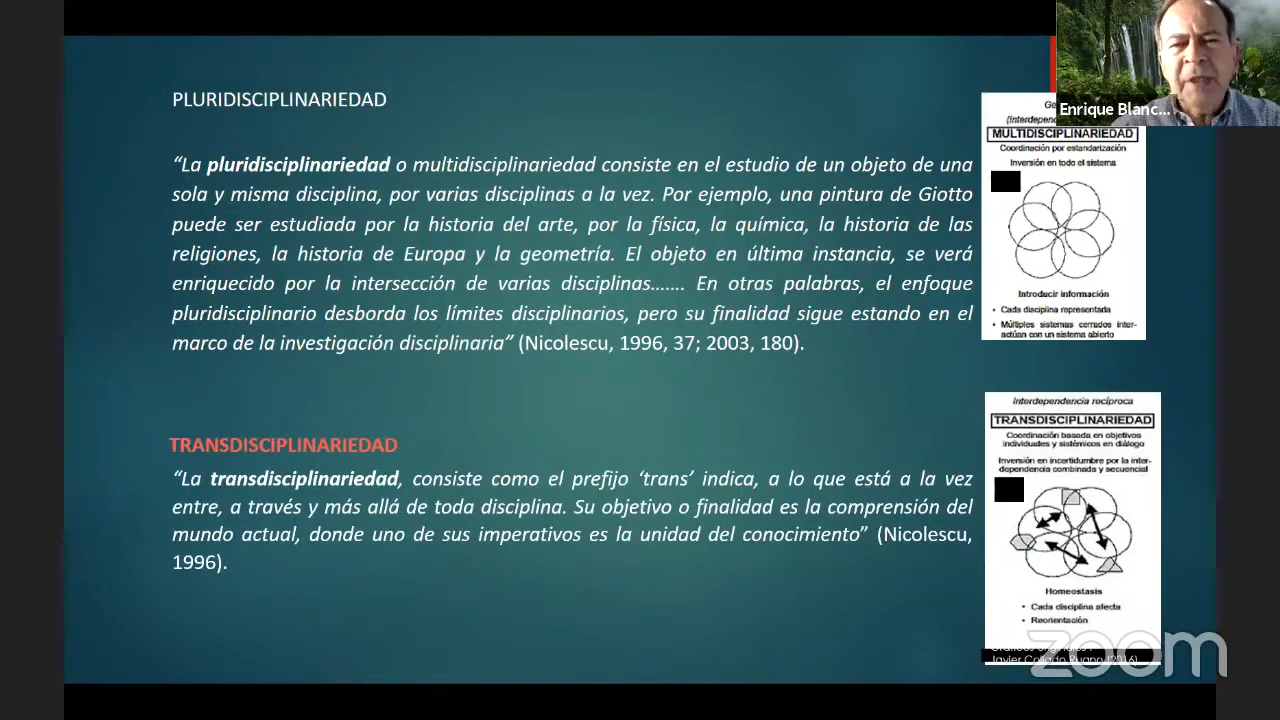 PLURIDISCIPLINARIEDAD
“La pluridisciplinariedad o multidisciplinariedad consiste en el estudio de un objeto de una
sola y misma disciplina, por varias disciplinas a la vez. Por ejemplo, una pintura de Giotto
puede ser estudiada por la historia del arte, por la física, la química, la historia de las
religiones, la historia de Europa y la geometría. El objeto en última instancia, se verá
enriquecido por la intersección de varias disciplinas……. En otras palabras, el enfoque
pluridisciplinario desborata los límites disciplinarios, pero su finalidad sigue estando en el
marco de la investigación disciplinaria” (Nicolescu, 1996, 37; 2003, 180).
TRANSDISCIPLINARIEDAD
“La transdisciplinariedad, consiste como el prefijo ‘trans’ indica, a lo que está a la vez
entre, a través y más allá de toda disciplina. Su objetivo o finalidad es la comprensión del
mundo actual, donde uno de sus imperativos es la unidad del conocimiento” (Nicolescu,
1996).
Enrique Blanc...
MULTIDISCIPLINARIEDAD
Coordinación por estandarización
Inversión en todo el sistema
Introducir información
• Cada disciplina representada
• Múltiples sistemas cerrados inter-
actúan con un sistema abierto
Interdependencia recíproca
TRANSDISCIPLINARIEDAD
Coordinación basada en objetivos
individuales y sistémicos en diálogo
Inversión en incertidumbre por la inter-
dependencia combinada y secuencial
Homeostasis
• Cada disciplina afecta
• Reorientación
Javier Collado Ruano (2016)
zoom